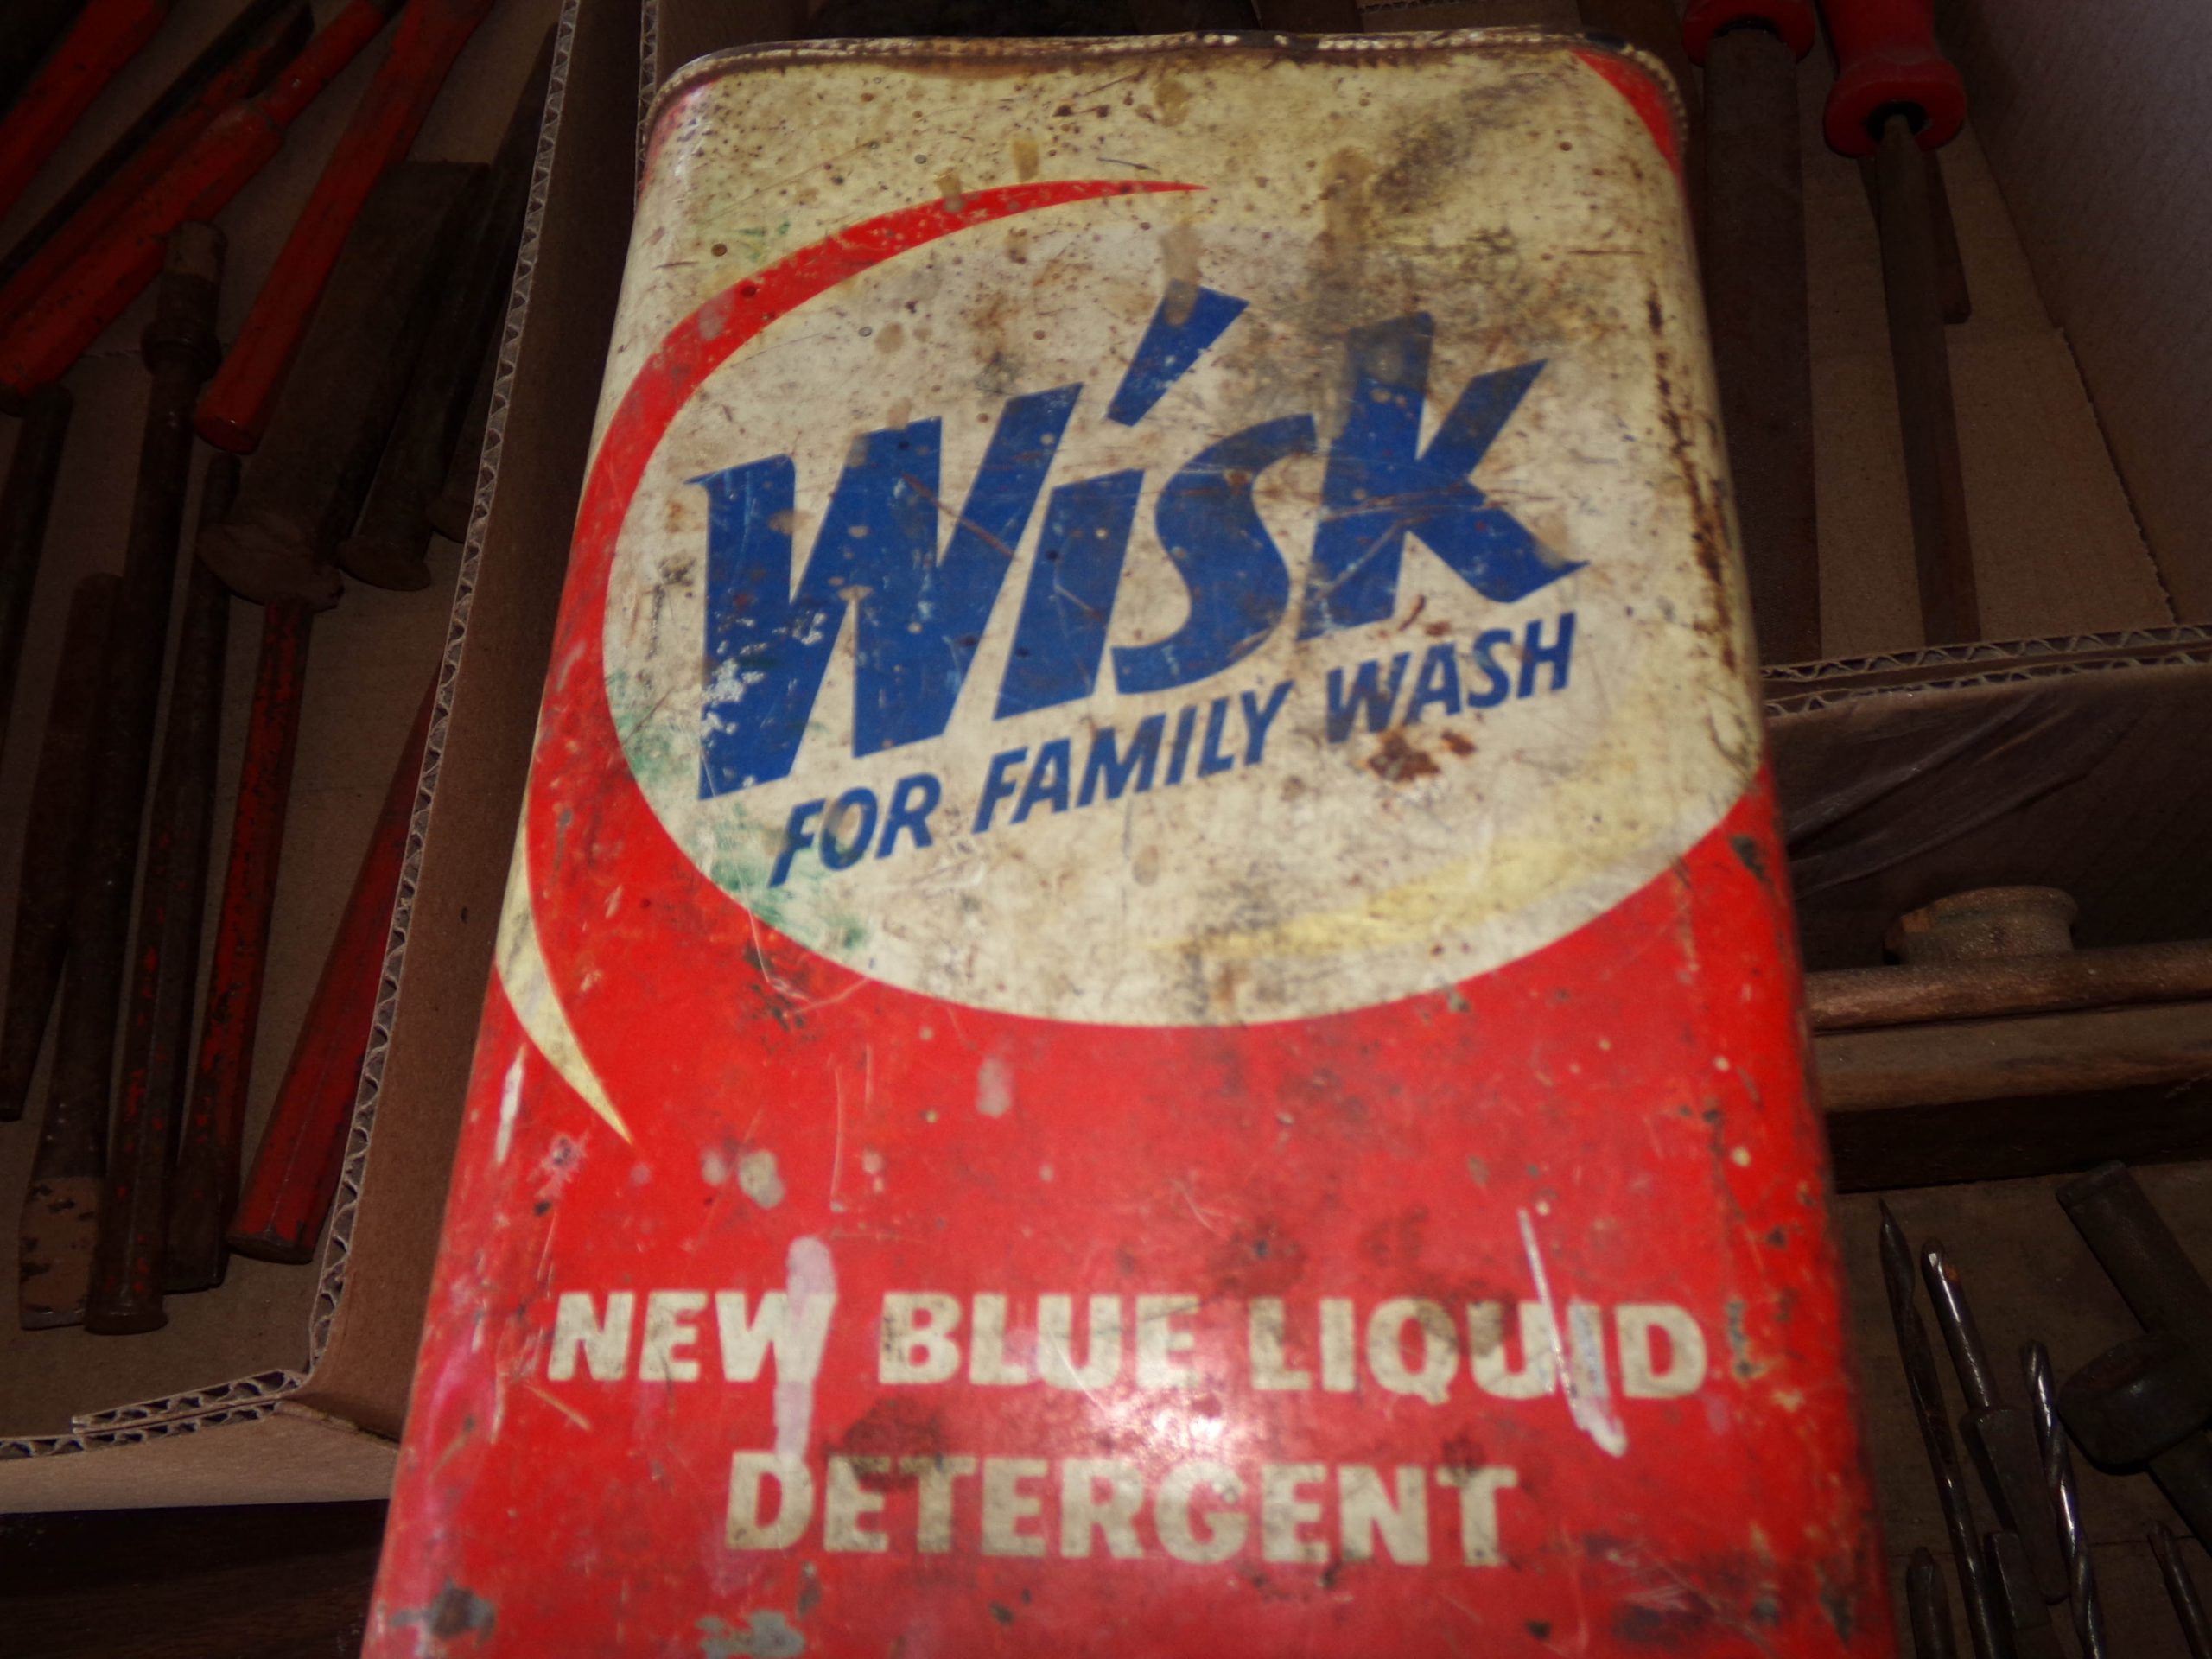 Wisk
FOR FAMILY WASH
NEW BLUE LIQUID
DETERGENT